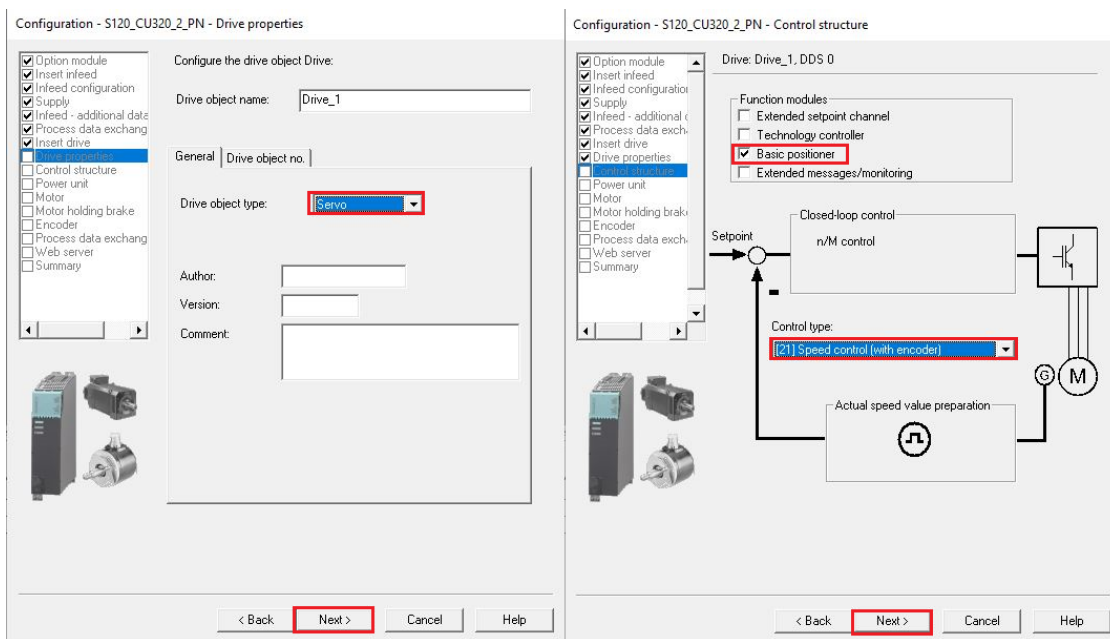 Configuration - S120_CU320_2_PN - Drive properties
Option module
Insert infeed
Infeed configuration
Supply
Infeed - additional data
Process data exchang
Insert drive
Drive properties
Control structure
Power unit
Motor
Motor holding brake
Encoder
Process data exchang
Web server
Summary
Configure the drive object Drive:
Drive object name:
Drive_1
General
Drive object no.
Drive object type:
Servo
Author:
Version:
Comment:
< Back
Next >
Cancel
Help
Configuration - S120_CU320_2_PN - Control structure
Option module
Insert infeed
Infeed configuration
Supply
Infeed - additional d
Process data exch
Insert drive
Drive properties
Control structure
Power unit
Motor
Motor holding brak
Encoder
Process data exch
Web server
Summary
Drive: Drive_1, DDS 0
Function modules
Extended setpoint channel
Technology controller
Basic positioner
Extended messages/monitoring
Closed-loop control
n/M control
Setpoint
Control type:
[21] Speed control (with encoder)
G
M
Actual speed value preparation
< Back
Next >
Cancel
Help